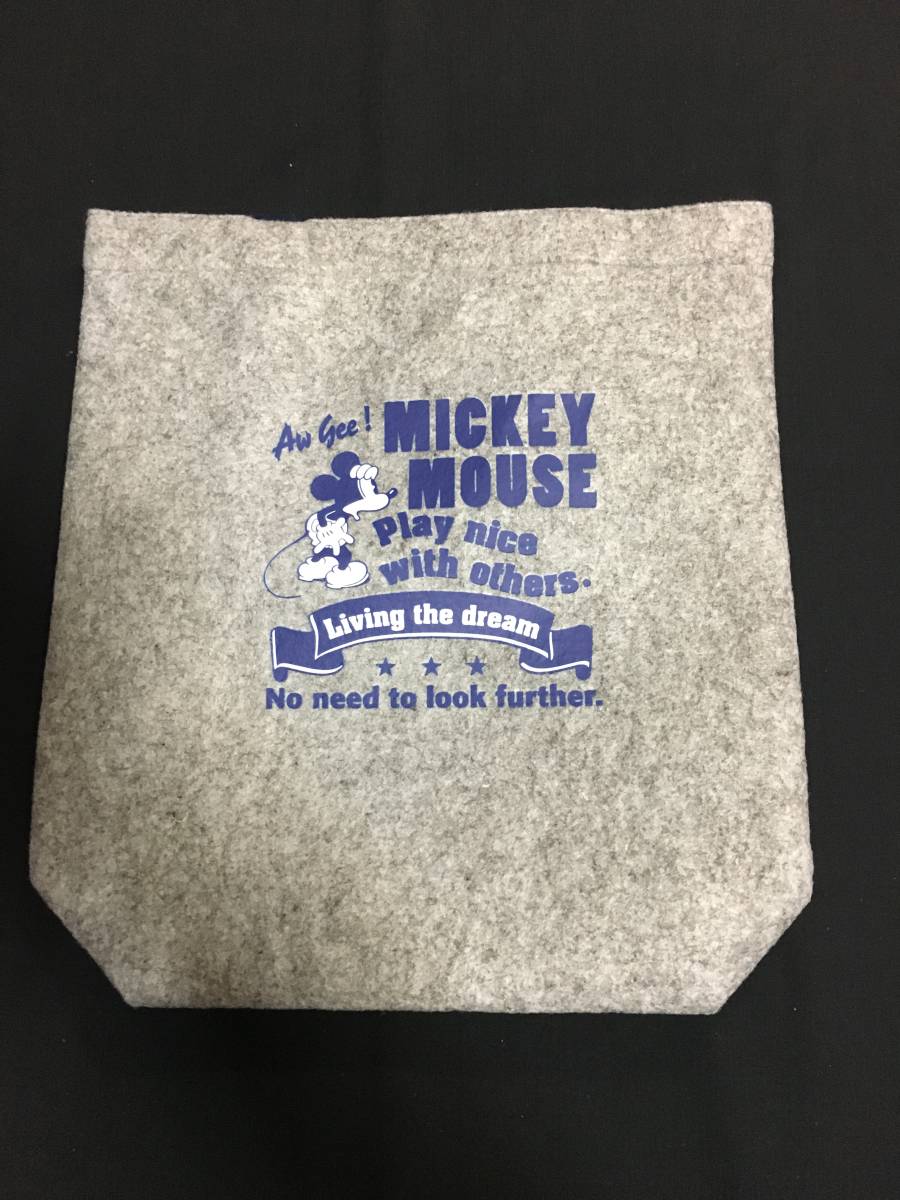 Aw Gee!
MICKEY
MOUSE
Play nice
with others.
Living the dream
No need to look further.